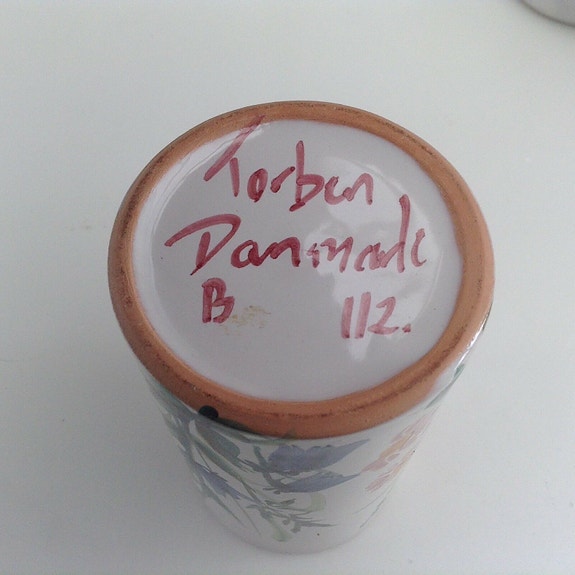 Torben
Danmark
B 112.